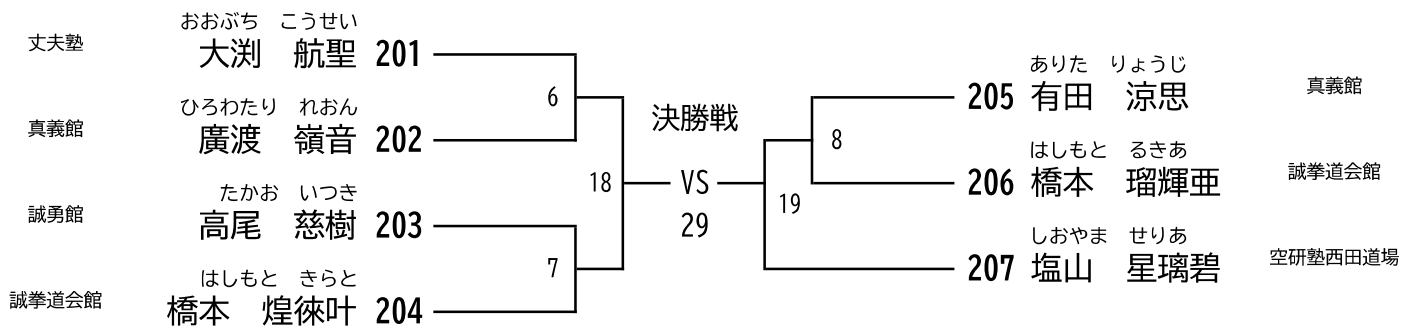 おおぶち こうせい
丈夫塾 大渕 航聖 201
ひろわたり れおん
真義館 廣渡 嶺音 202
たかお いつき
誠勇館 高尾 慈樹 203
はしもと きらと
誠拳道会館 橋本 煌徠叶 204
6
7
18
決勝戦
VS
29
8
19
ありた りょうじ
205 有田 涼思 真義館
はしもと るきあ
206 橋本 瑠輝亜 誠拳道会館
しおやま せりあ
207 塩山 星璃碧 空研塾西田道場